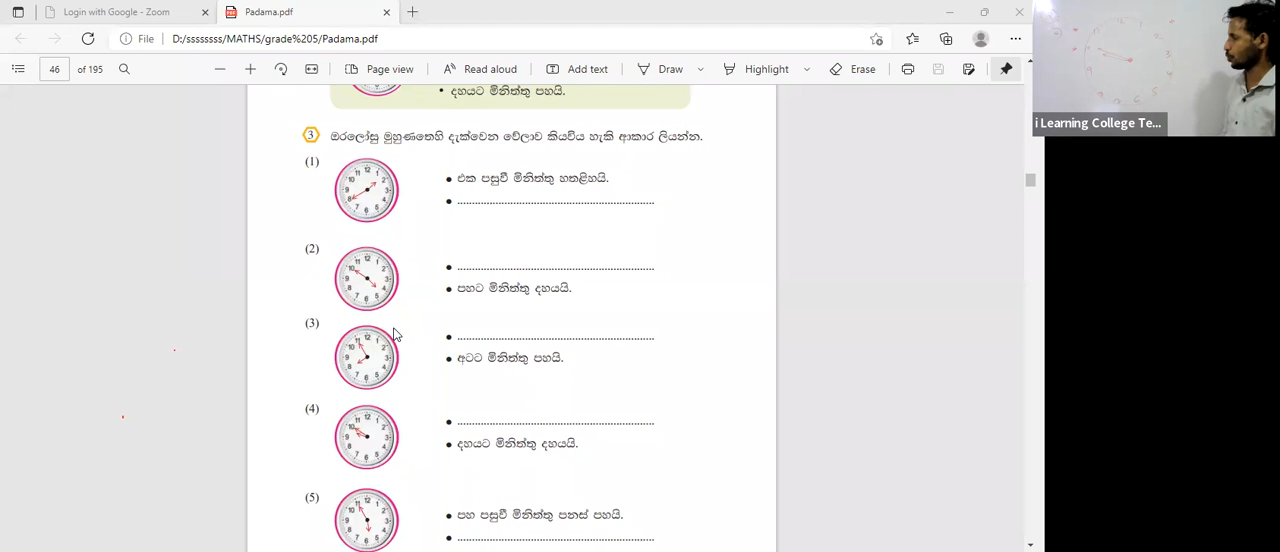 Login with Google - Zoom
Padama.pdf
File
D:/ssssssss/MATHS/grade%205/Padama.pdf
46 of 195
Page view
Read aloud
Add text
Draw
Highlight
Erase
i Learning College Te...
• දහයට මිනිත්තු පහයි.
3 ඔරලෝසු මුහුණතෙහි දැක්වෙන වේලාව කියවිය හැකි ආකාර ලියන්න.
(1)
• එක පසුවී මිනිත්තු හතළිහයි.
• ............................................................
(2)
• ............................................................
• පහට මිනිත්තු දහයයි.
(3)
• ............................................................
• අටට මිනිත්තු පහයි.
(4)
• ............................................................
• දහයට මිනිත්තු දහයයි.
(5)
• පහ පසුවී මිනිත්තු පනස් පහයි.
• ............................................................